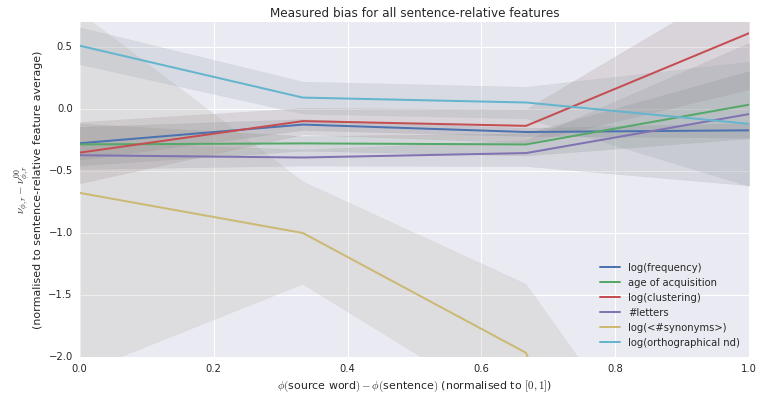 Measured bias for all sentence-relative features
ν_{ϕ,r} − ν^{00}_{ϕ,r}
(normalised to sentence-relative feature average)
0.5
0.0
−0.5
−1.0
−1.5
−2.0
log(frequency)
age of acquisition
log(clustering)
#letters
log(<#synonyms>)
log(orthographical nd)
0.0 0.2 0.4 0.6 0.8 1.0
ϕ(source word) − ϕ(sentence) (normalised to [0, 1])